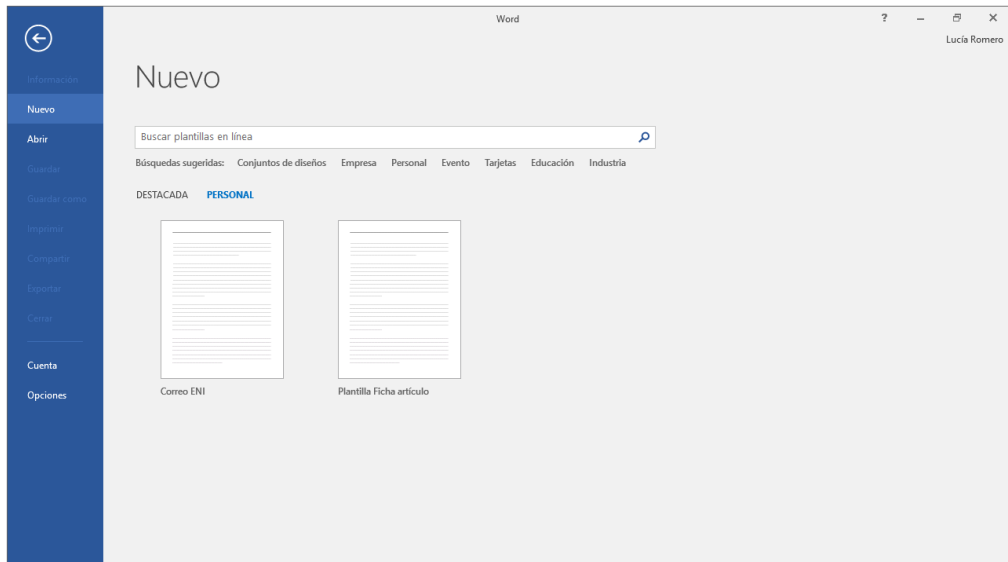 Word
?
Lucía Romero
Información
Nuevo
Abrir
Guardar
Guardar como
Imprimir
Compartir
Exportar
Cerrar
Cuenta
Opciones
Nuevo
Buscar plantillas en línea
Búsquedas sugeridas: Conjuntos de diseños Empresa Personal Evento Tarjetas Educación Industria
DESTACADA PERSONAL
Correo ENI
Plantilla Ficha artículo